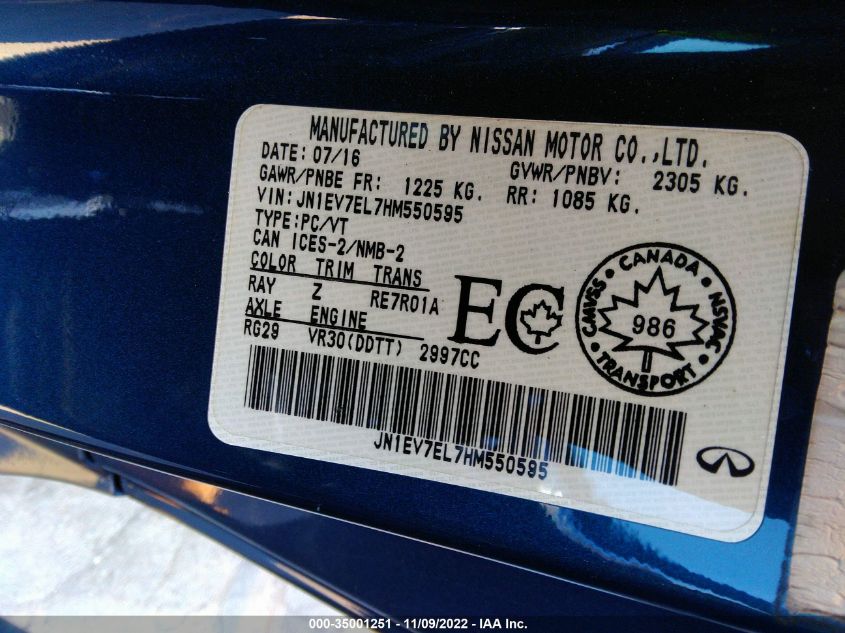 MANUFACTURED BY NISSAN MOTOR CO.,LTD.
DATE: 07/16 GVWR/PNBV: 2305 KG.
GAWR/PNBE FR: 1225 KG. RR: 1085 KG.
VIN: JN1EV7EL7HM550595
TYPE:PC/VT
CAN ICES-2/NMB-2
COLOR TRIM TRANS
RAY Z RE7R01A
AXLE ENGINE
RG29 VR30(DDTT) 2997CC
EC
CANADA
CMVSS NSVAC
986
TRANSPORT
JN1EV7EL7HM550595
000-35001251 - 11/09/2022 - IAA Inc.